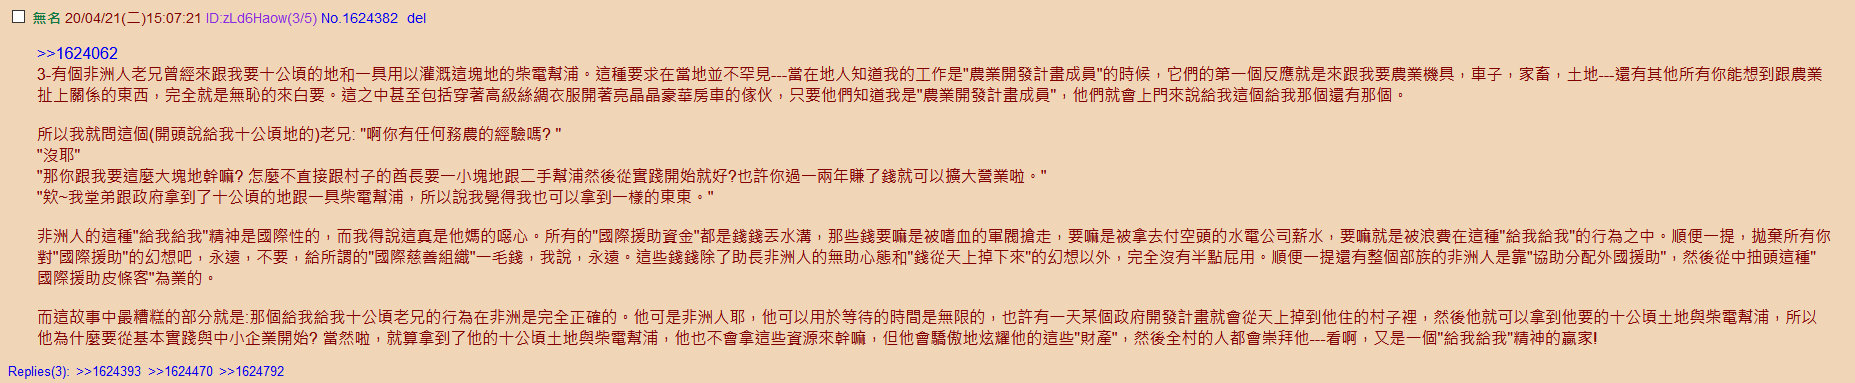 無名 20/04/21(二)15:07:21 ID:zLd6Haow(3/5) No.1624382 del
>>1624062
3-有個非洲人老兄曾經來跟我要十公頃的地和一具用以灌溉這塊地的柴電幫浦。這種要求在當地並不罕見---當在地人知道我的工作是"農業開發計畫成員"的時候，它們的第一個反應就是來跟我要農業機具，車子，家畜，土地---還有其他所有你能想到跟農業
扯上關係的東西，完全就是無恥的來白要。這之中甚至包括穿著高級絲綢衣服開著亮晶晶豪華房車的傢伙，只要他們知道我是"農業開發計畫成員"，他們就會上門來說給我這個給我那個還有那個。
所以我就問這個(開頭說給我十公頃地的)老兄: "啊你有任何務農的經驗嗎? "
"沒耶"
"那你跟我要這麼大塊地幹嘛? 怎麼不直接跟村子的酋長要一小塊地跟二手幫浦然後從實踐開始就好?也許你過一兩年賺了錢就可以擴大營業啦。"
"欸~我堂弟跟政府拿到了十公頃的地跟一具柴電幫浦，所以說我覺得我也可以拿到一樣的東東。"
非洲人的這種"給我給我"精神是國際性的，而我得說這真是他媽的噁心。所有的"國際援助資金"都是錢錢丟水溝，那些錢要嘛是被嗜血的軍閥搶走，要嘛是被拿去付空頭的水電公司薪水，要嘛就是被浪費在這種"給我給我"的行為之中。順便一提，拋棄所有你
對"國際援助"的幻想吧，永遠，不要，給所謂的"國際慈善組織"一毛錢，我說，永遠。這些錢錢除了助長非洲人的無助心態和"錢從天上掉下來"的幻想以外，完全沒有半點屁用。順便一提還有整個部族的非洲人是靠"協助分配外國援助"，然後從中抽頭這種"
國際援助皮條客"為業的。
而這故事中最糟糕的部分就是:那個給我給我十公頃老兄的行為在非洲是完全正確的。他可是非洲人耶，他可以用於等待的時間是無限的，也許有一天某個政府開發計畫就會從天上掉到他住的村子裡，然後他就可以拿到他要的十公頃土地與柴電幫浦，所以
他為什麼要從基本實踐與中小企業開始? 當然啦，就算拿到了他的十公頃土地與柴電幫浦，他也不會拿這些資源來幹嘛，但他會驕傲地炫耀他的這些"財產"，然後全村的人都會崇拜他---看啊，又是一個"給我給我"精神的贏家!
Replies(3): >>1624393 >>1624470 >>1624792